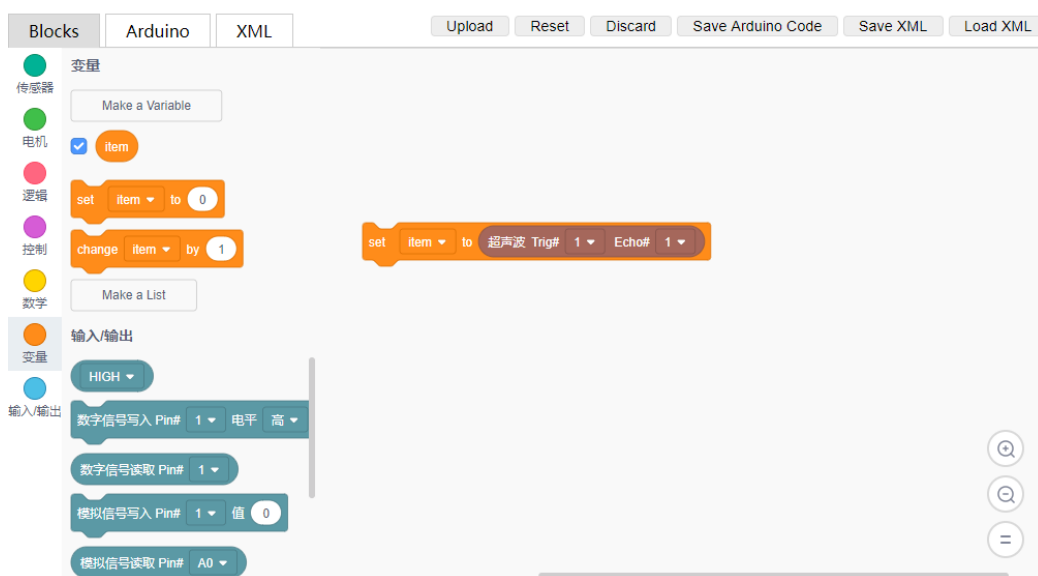 Blocks Arduino XML Upload Reset Discard Save Arduino Code Save XML Load XML
传感器
电机
逻辑
控制
数学
变量
输入/输出
变量
Make a Variable
item
set item to 0
change item by 1
Make a List
输入/输出
HIGH
数字信号写入 Pin# 1 电平 高
数字信号读取 Pin# 1
模拟信号写入 Pin# 1 值 0
模拟信号读取 Pin# A0
set item to 超声波 Trig# 1 Echo# 1